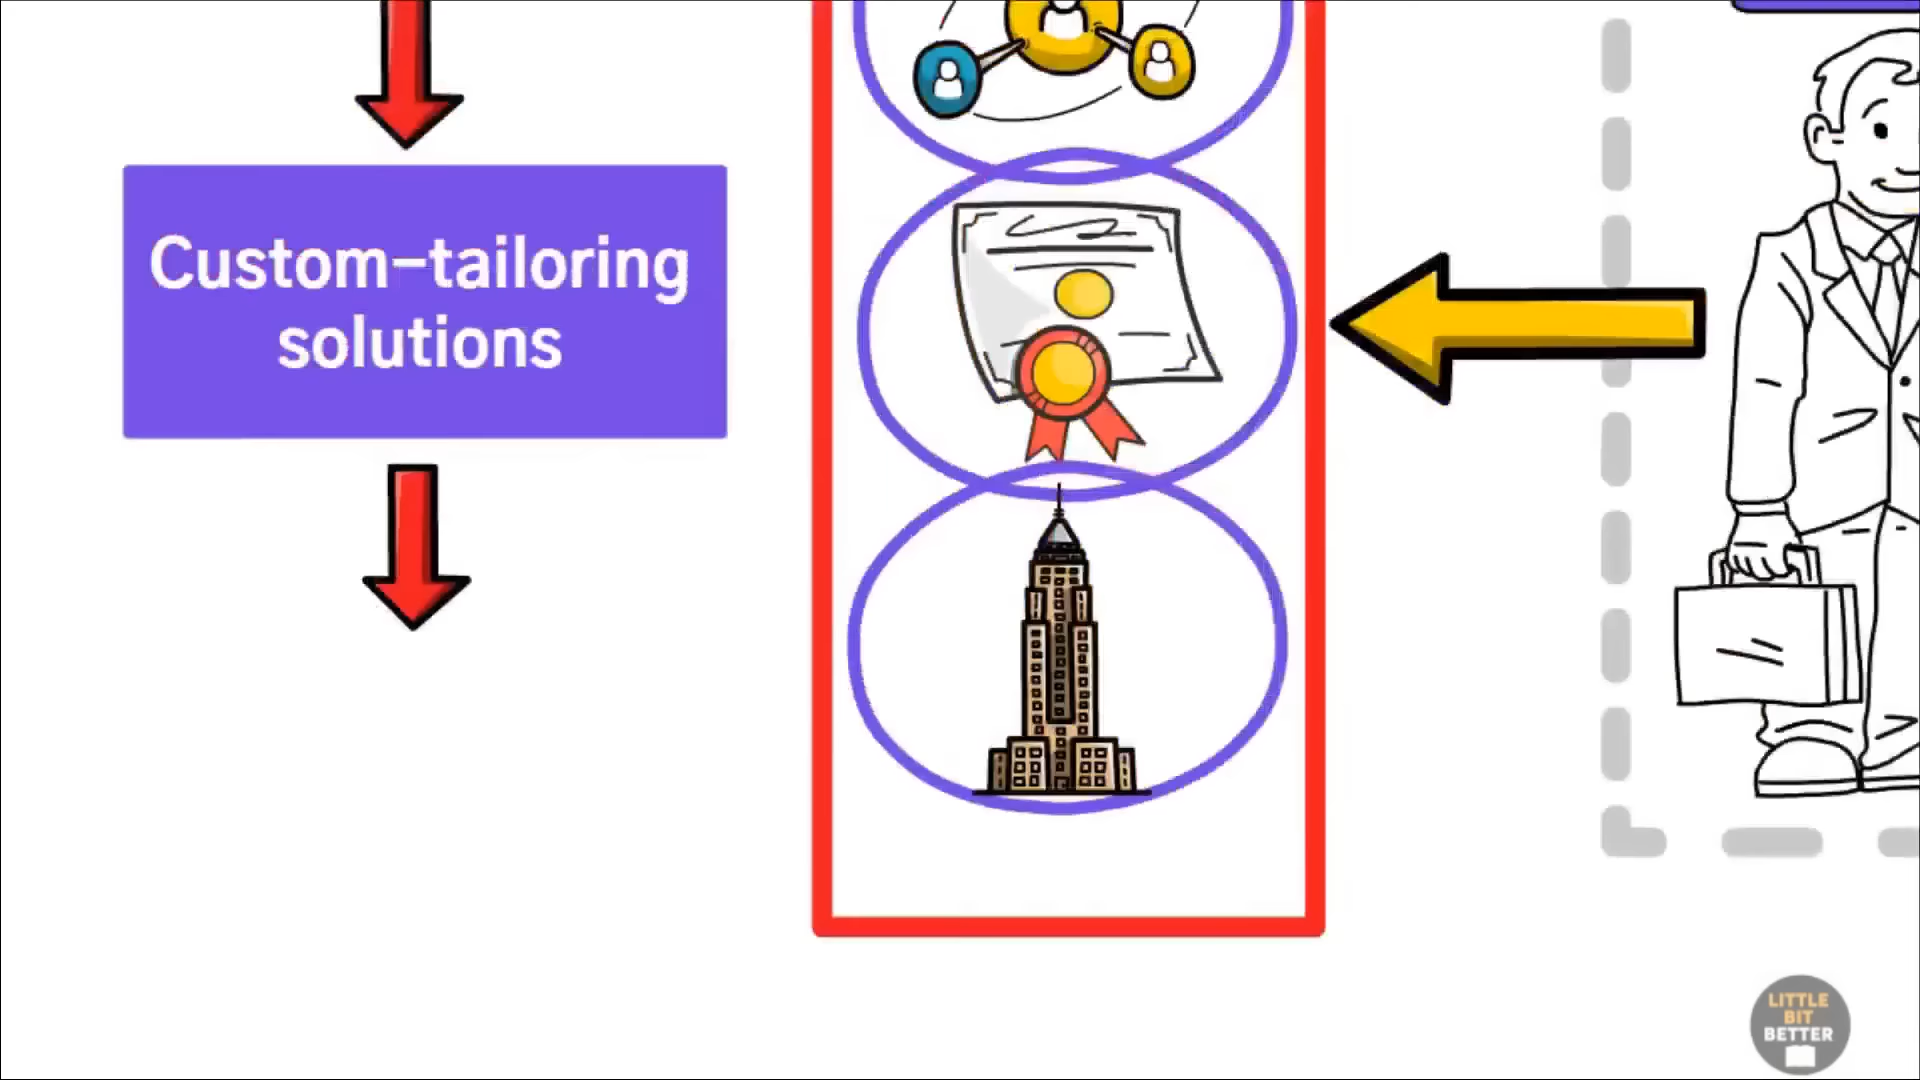 Custom-tailoring
solutions
LITTLE
BIT
BETTER